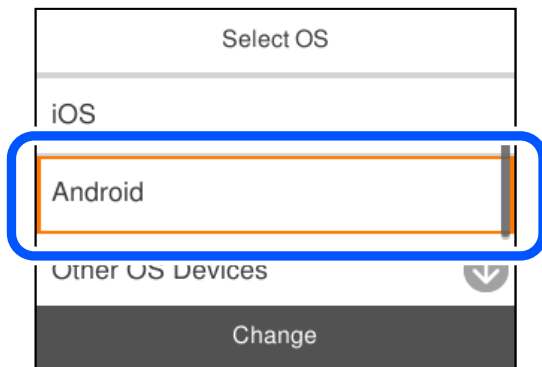 Select OS
iOS
Android
Other OS Devices
Change